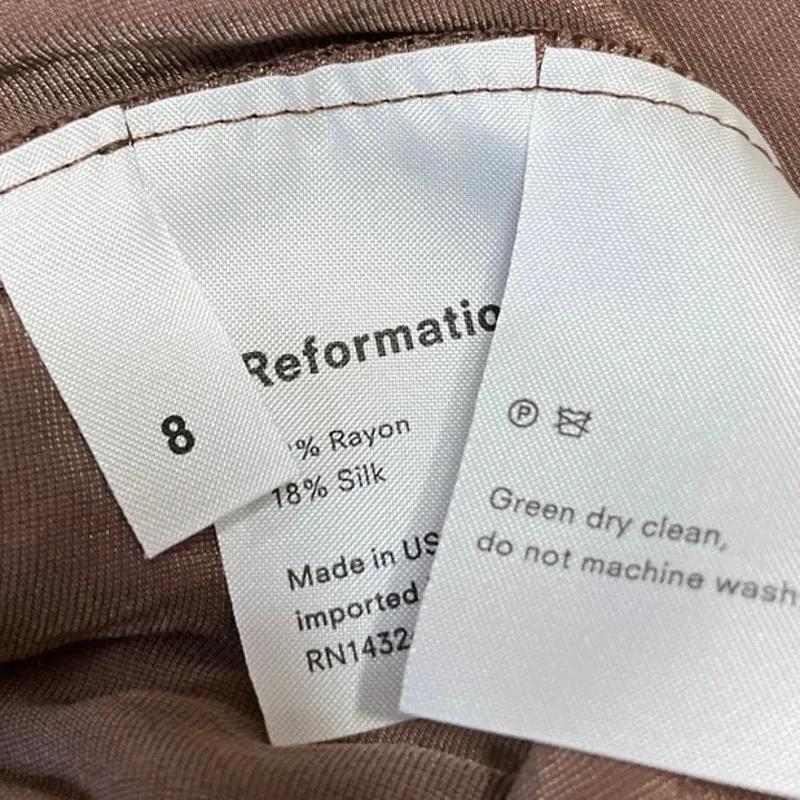 8
Reformatio
% Rayon
18% Silk
Made in US
imported
RN1432
P
Green dry clean,
do not machine wash